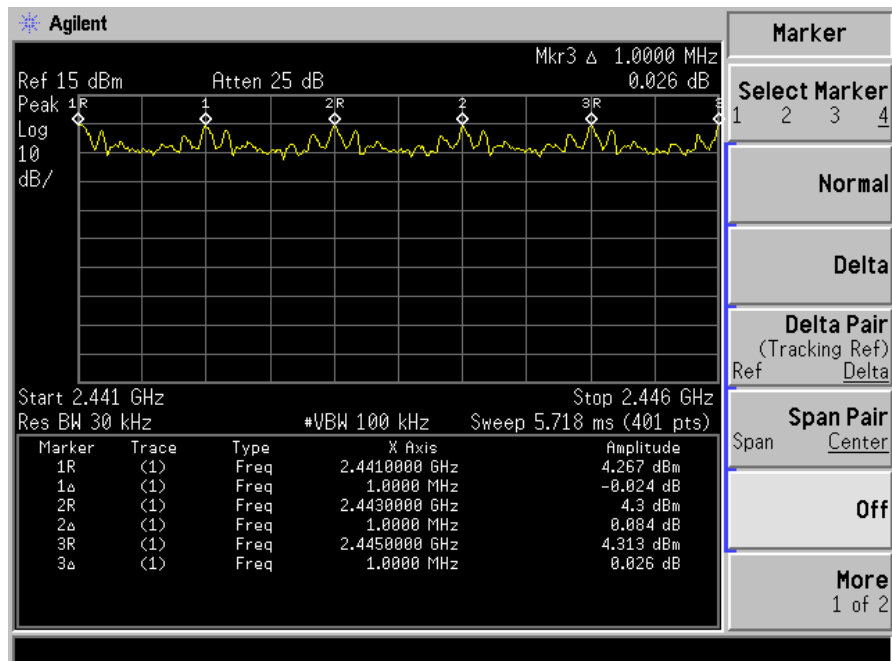 Agilent
Mkr3 Δ 1.0000 MHz
Ref 15 dBm Atten 25 dB 0.026 dB
Peak
Log
10
dB/
1R 1 2R 2 3R 3
Start 2.441 GHz Stop 2.446 GHz
Res BW 30 kHz #VBW 100 kHz Sweep 5.718 ms (401 pts)
Marker Trace Type X Axis Amplitude
1R (1) Freq 2.4410000 GHz 4.267 dBm
1Δ (1) Freq 1.0000 MHz -0.024 dB
2R (1) Freq 2.4430000 GHz 4.3 dBm
2Δ (1) Freq 1.0000 MHz 0.084 dB
3R (1) Freq 2.4450000 GHz 4.313 dBm
3Δ (1) Freq 1.0000 MHz 0.026 dB
Marker
Select Marker
1 2 3 4
Normal
Delta
Delta Pair
(Tracking Ref)
Ref Delta
Span Pair
Span Center
Off
More
1 of 2